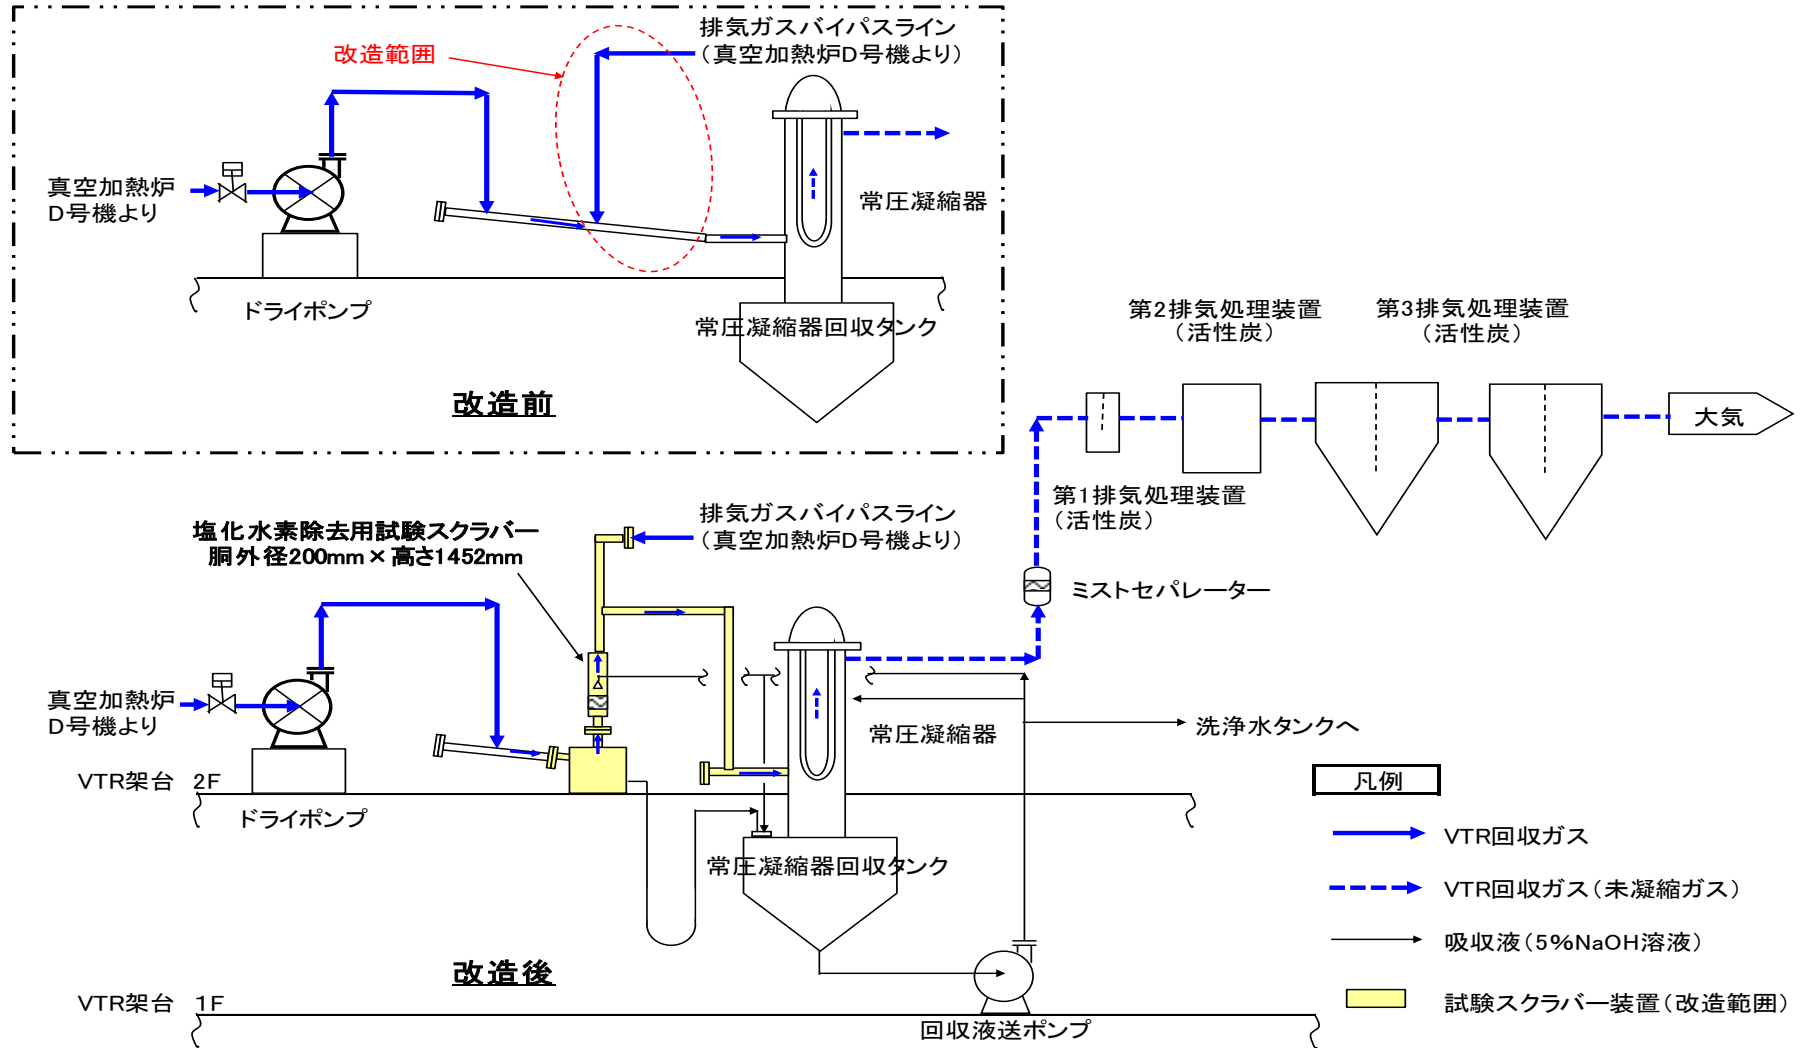 排気ガスバイパスライン
（真空加熱炉D号機より）
改造範囲
真空加熱炉
D号機より
常圧凝縮器
ドライポンプ
常圧凝縮器回収タンク
改造前
第2排気処理装置
（活性炭）
第3排気処理装置
（活性炭）
大気
第1排気処理装置
（活性炭）
塩化水素除去用試験スクラバー
胴外径200mm×高さ1452mm
排気ガスバイパスライン
（真空加熱炉D号機より）
ミストセパレーター
真空加熱炉
D号機より
常圧凝縮器
洗浄水タンクへ
VTR架台 2F
ドライポンプ
常圧凝縮器回収タンク
凡例
VTR回収ガス
VTR回収ガス（未凝縮ガス）
吸収液（5%NaOH溶液）
試験スクラバー装置（改造範囲）
改造後
VTR架台 1F
回収液送ポンプ